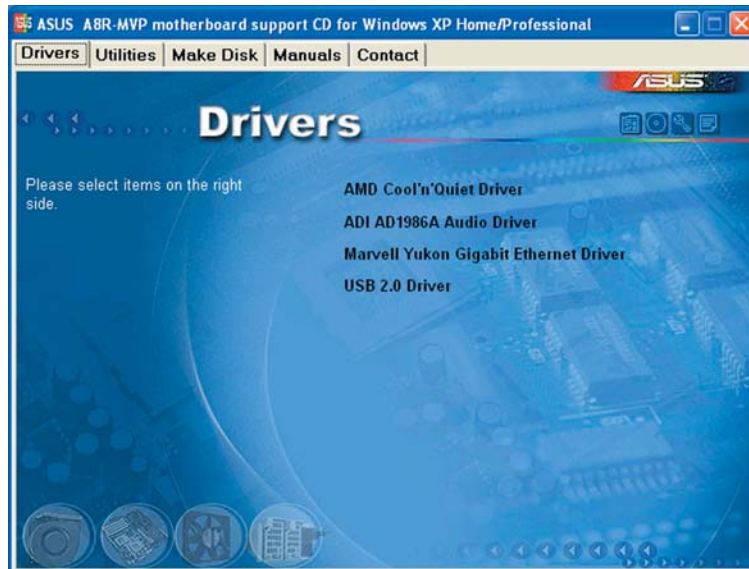 ASUS A8R-MVP motherboard support CD for Windows XP Home/Professional
Drivers Utilities Make Disk Manuals Contact
ASUS
Drivers
Please select items on the right
side.
AMD Cool'n'Quiet Driver
ADI AD1986A Audio Driver
Marvell Yukon Gigabit Ethernet Driver
USB 2.0 Driver